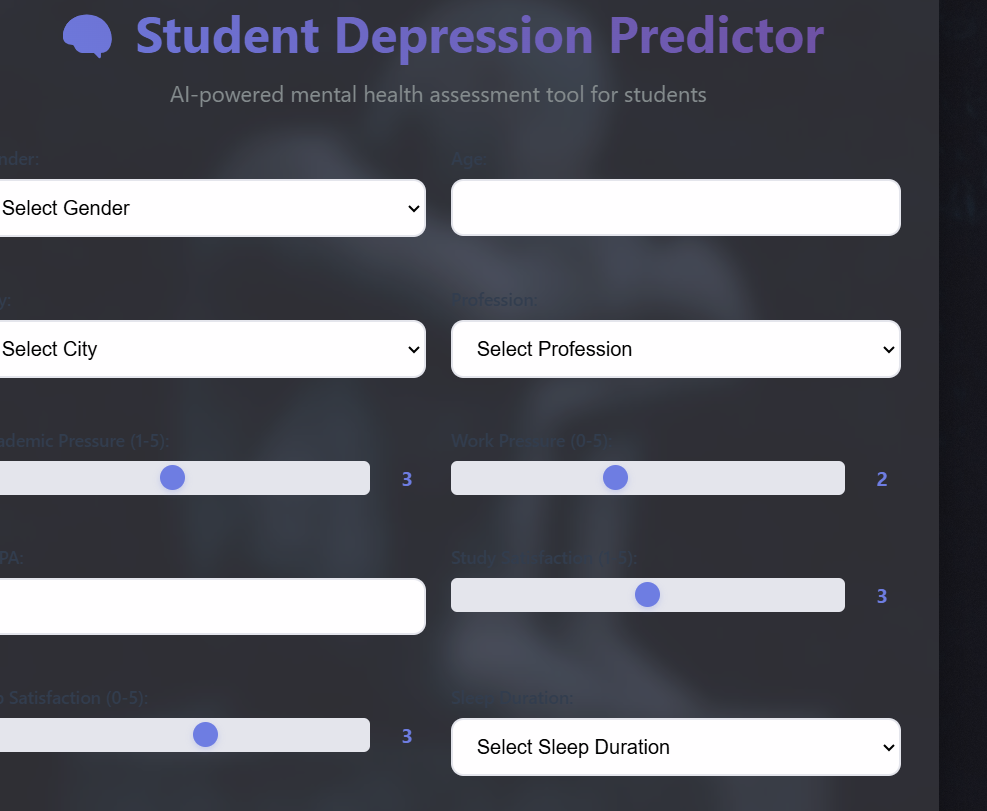 Student Depression Predictor
AI-powered mental health assessment tool for students
nder:
Age:
Select Gender
y:
Profession:
Select City
Select Profession
ademic Pressure (1-5):
Work Pressure (0-5):
3
2
PA:
Study Satisfaction (1-5):
3
b Satisfaction (0-5):
Sleep Duration:
3
Select Sleep Duration